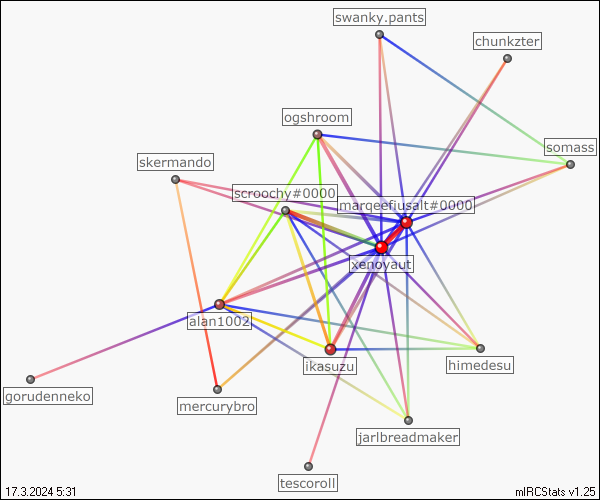 swanky.pants
chunkzter
ogshroom
somass
skermando
scroochy#0000
marqeefiusalt#0000
xenoyaut
alan1002
ikasuzu
himedesu
gorudenneko
mercurybro
jarlbreadmaker
tescoroll
17.3.2024 5:31
mIRCStats v1.25